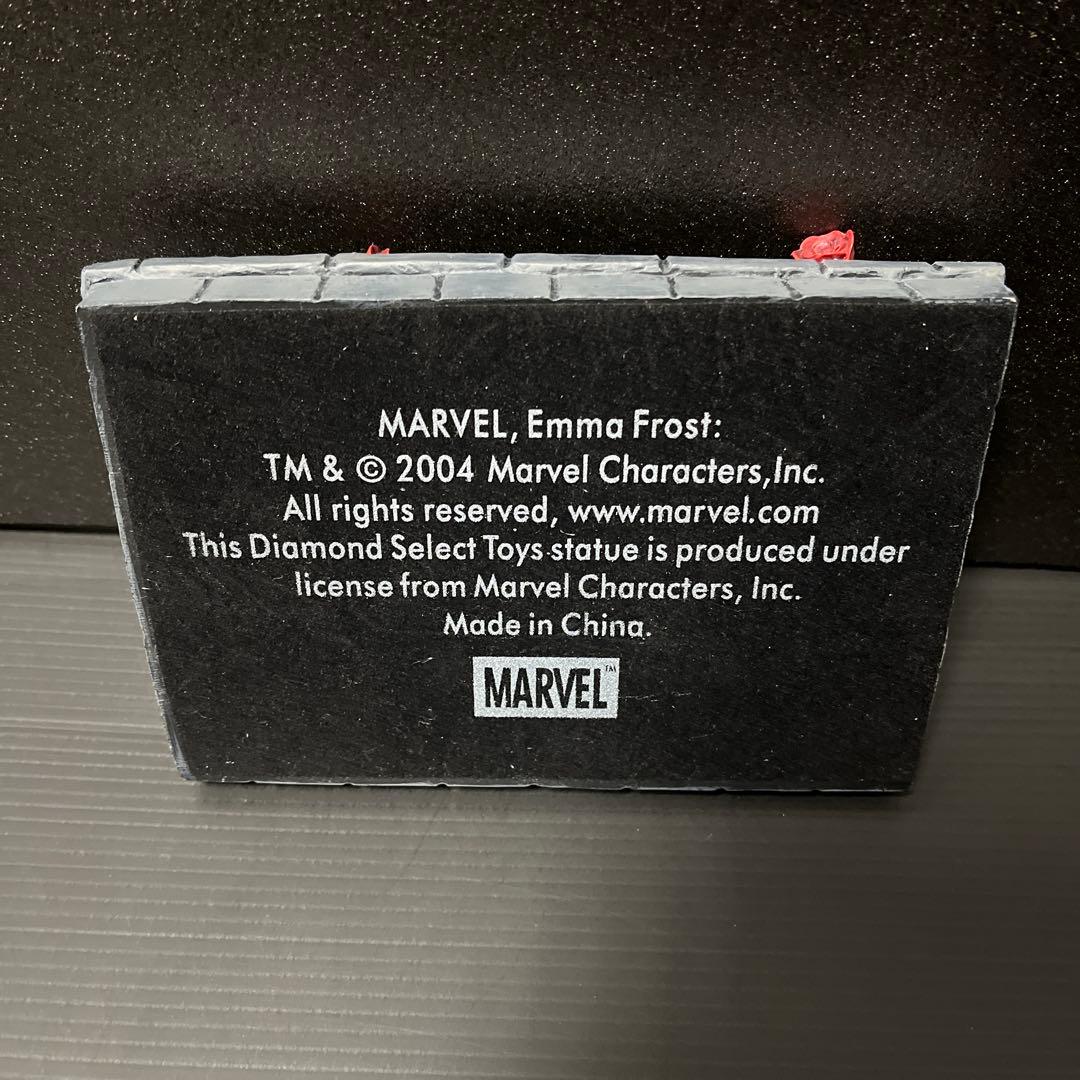 MARVEL, Emma Frost:
TM & © 2004 Marvel Characters,Inc.
All rights reserved, www.marvel.com
This Diamond Select Toys statue is produced under
license from Marvel Characters, Inc.
Made in China.
MARVEL™